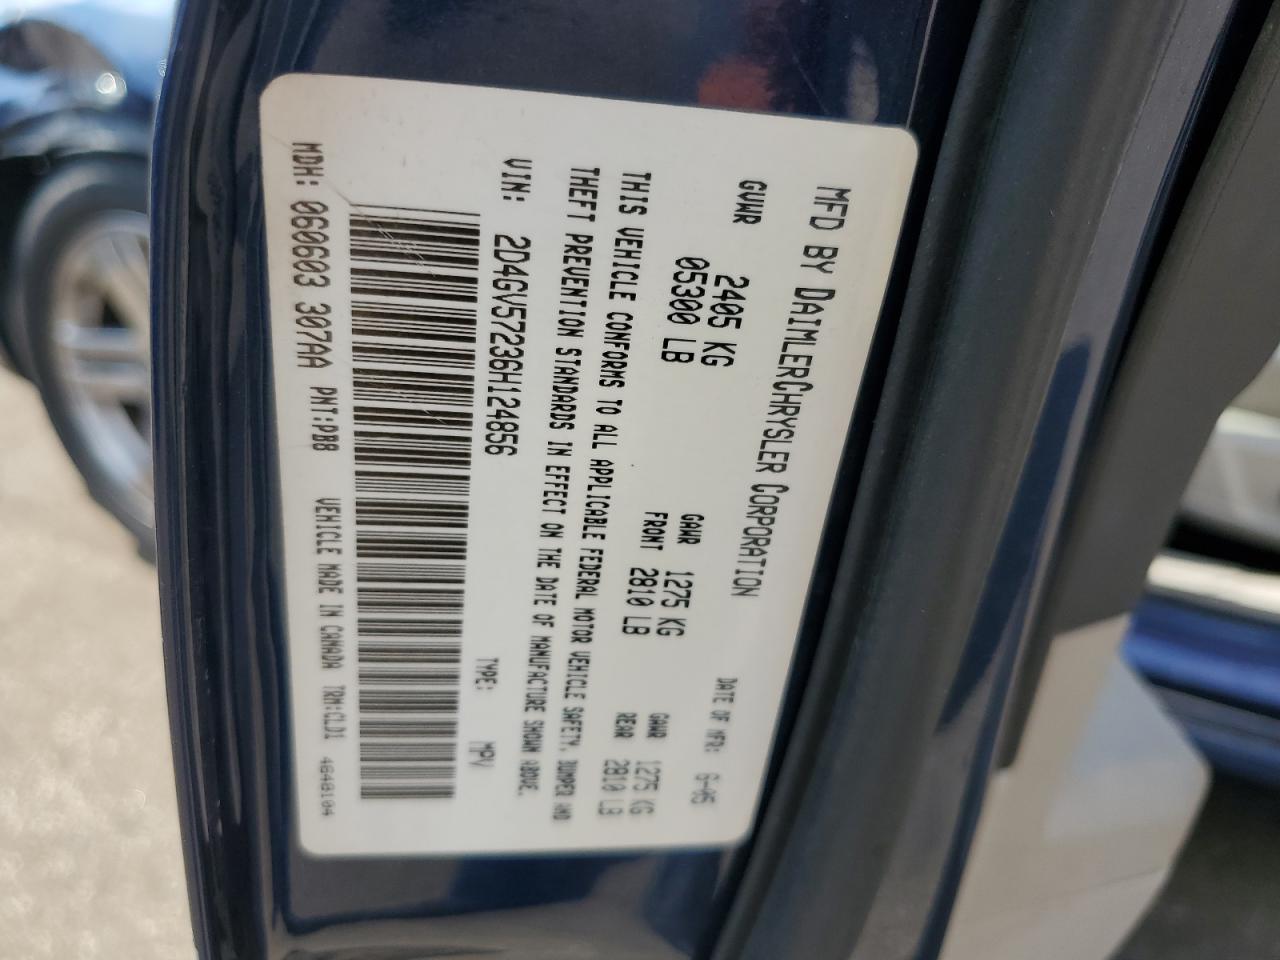 MFD BY DAIMLERCHRYSLER CORPORATION
DATE OF MFR: 6-05
GVWR 2405 KG
05300 LB
GAWR FRONT 1275 KG
2810 LB
GAWR REAR 1275 KG
2810 LB
THIS VEHICLE CONFORMS TO ALL APPLICABLE FEDERAL MOTOR VEHICLE SAFETY, BUMPER AND
THEFT PREVENTION STANDARDS IN EFFECT ON THE DATE OF MANUFACTURE SHOWN ABOVE.
VIN: 2D4GV57236H124856
TYPE: MPV
MDH: 060603 307AA PNT:PB8 VEHICLE MADE IN CANADA TRM:CLD1 4648104